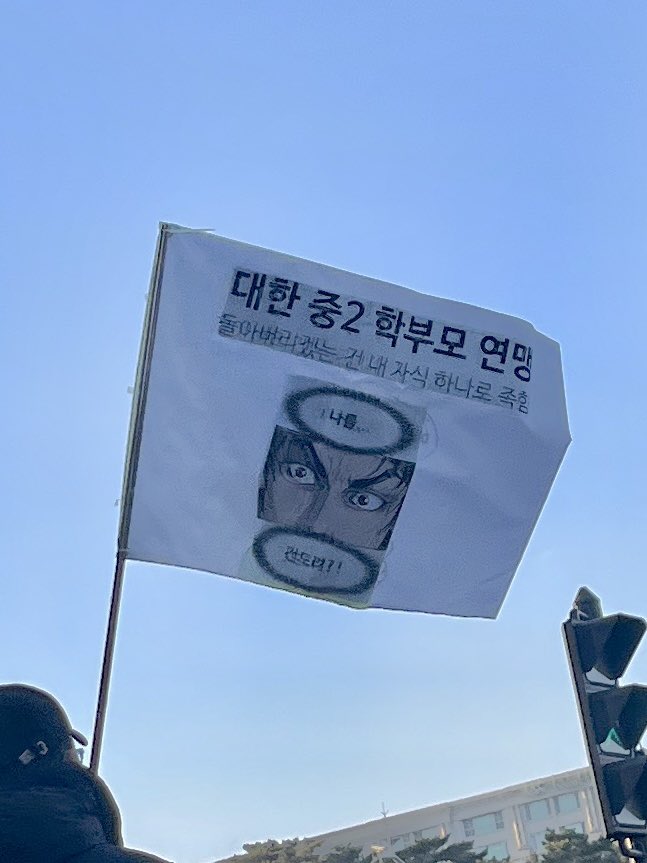 대한 중2 학부모 연맹
돌아버리겠는 건 내 자식 하나로 족함
나를...
건드려?!